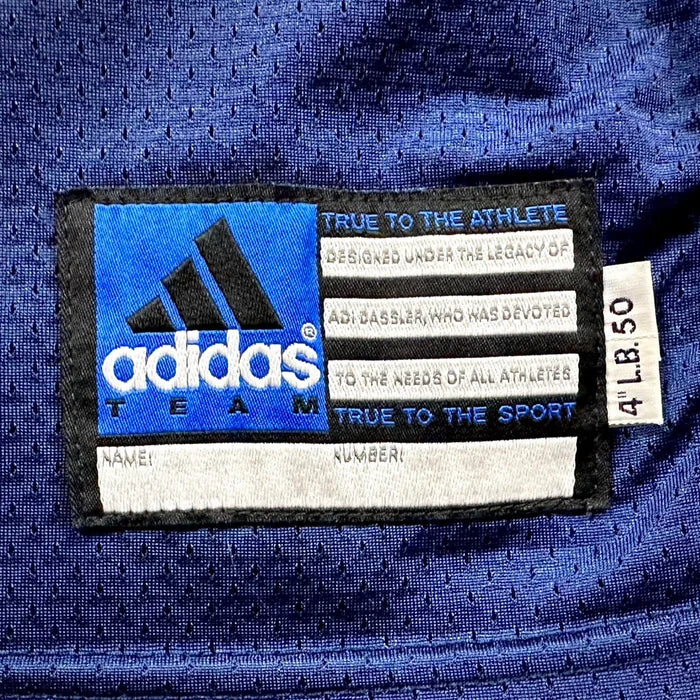 TRUE TO THE ATHLETE
DESIGNED UNDER THE LEGACY OF
ADI DASSLER, WHO WAS DEVOTED
TO THE NEEDS OF ALL ATHLETES
TRUE TO THE SPORT
adidas®
TEAM
NAME: NUMBER:
4" L.B. 50